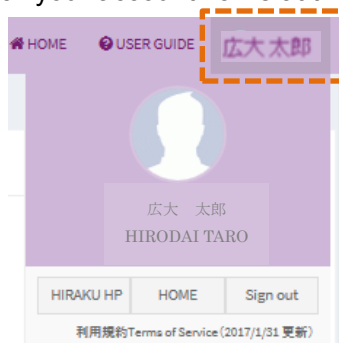 HOME USER GUIDE 広大 太郎
広大 太郎
HIRODAI TARO
HIRAKU HP HOME Sign out
利用規約Terms of Service(2017/1/31 更新)